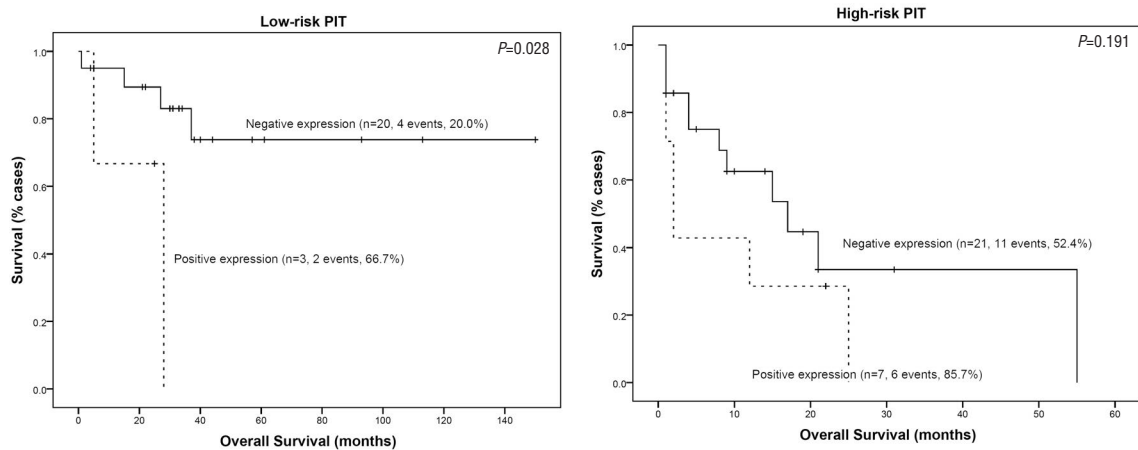 Low-risk PIT
P=0.028
1.0
0.8
0.6
0.4
0.2
0.0
Survival (% cases)
Negative expression (n=20, 4 events, 20.0%)
Positive expression (n=3, 2 events, 66.7%)
0 20 40 60 80 100 120 140
Overall Survival (months)
High-risk PIT
P=0.191
1.0
0.8
0.6
0.4
0.2
0.0
Survival (% cases)
Negative expression (n=21, 11 events, 52.4%)
Positive expression (n=7, 6 events, 85.7%)
0 10 20 30 40 50 60
Overall Survival (months)